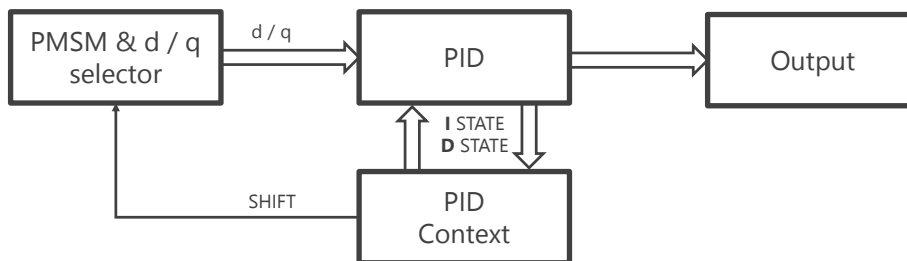 PMSM & d / q
selector
d / q
PID
Output
I STATE
D STATE
SHIFT
PID
Context